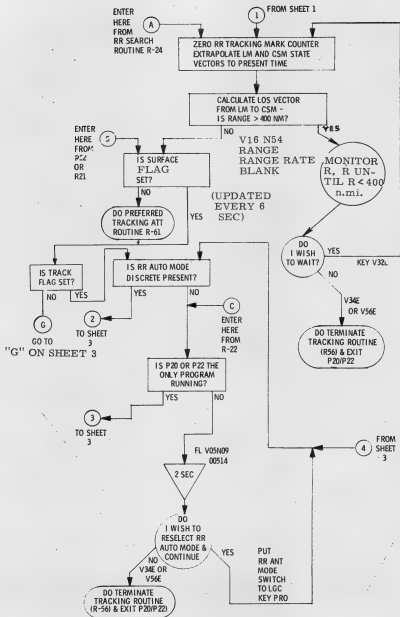 FROM SHEET 1
1
ENTER
HERE
FROM
RR SEARCH
ROUTINE R-24
A
ZERO RR TRACKING MARK COUNTER
EXTRAPOLATE LM AND CSM STATE
VECTORS TO PRESENT TIME
CALCULATE LOS VECTOR
FROM LM TO CSM -
IS RANGE > 400 NM?
NO
YES
ENTER
HERE
FROM
OR
R21
IS SURFACE
FLAG
SET?
V16 N54
RANGE
RANGE RATE
BLANK
(UPDATED
EVERY 6
SEC)
MONITOR
R, R UN-
TIL R < 400
n.mi.
NO
YES
DO PREFERRED
TRACKING ATT
ROUTINE R-61
DO
I WISH
TO WAIT?
YES
KEY V32
NO
V34E
OR V56E
DO TERMINATE
TRACKING ROUTINE
(R56) & EXIT
P20/P22
IS TRACK
FLAG SET?
NO
YES
G
GO TO
"G" ON SHEET 3
IS RR AUTO MODE
DISCRETE PRESENT?
YES
NO
2
TO SHEET
3
C
ENTER
HERE
FROM
R-22
IS P20 OR P22 THE
ONLY PROGRAM
RUNNING?
YES
NO
3
TO SHEET
3
4
FROM
SHEET
3
FL V05N09
00514
2 SEC
DO
I WISH TO
RESELECT RR
AUTO MODE &
CONTINUE
NO
V34E OR
V56E
YES
PUT
RR ANT
MODE
SWITCH
TO LGC
KEY PRO
DO TERMINATE
TRACKING ROUTINE
(R-56) & EXIT P20/P22)